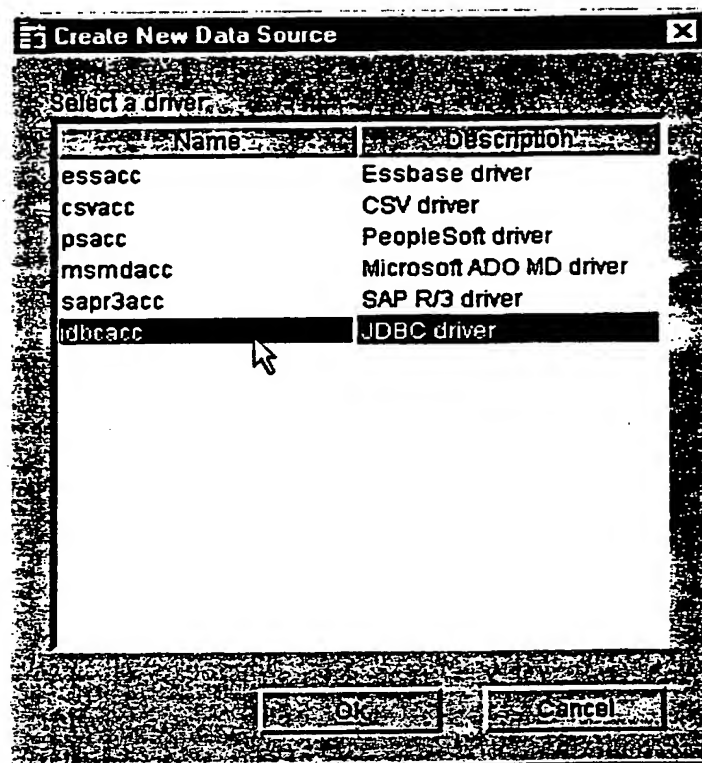 Create New Data Source
Select a driver.
Name Description
essacc Essbase driver
csvacc CSV driver
psacc PeopleSoft driver
msmdacc Microsoft ADO MD driver
sapr3acc SAP R/3 driver
jdbcacc JDBC driver
Ok Cancel